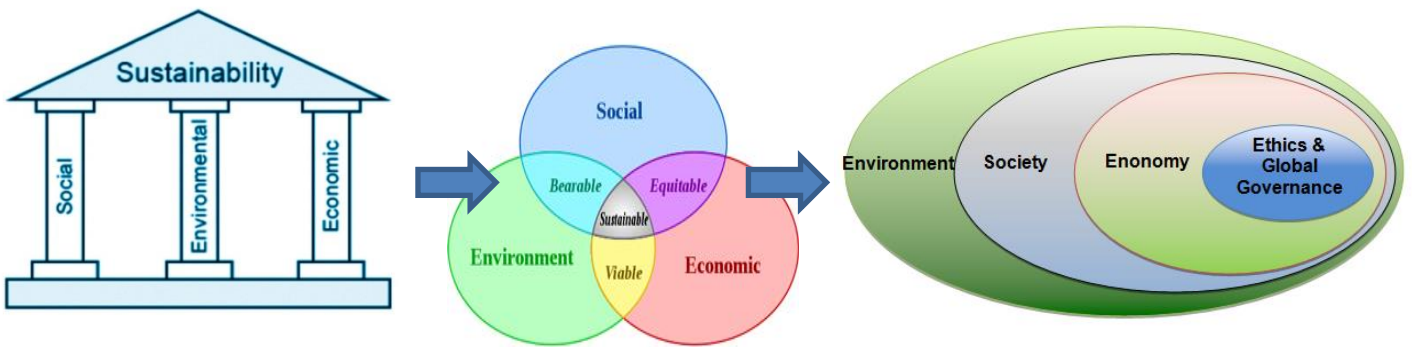 Sustainability
Social
Environmental
Economic
Social
Bearable
Equitable
Sustainable
Environment
Economic
Viable
Environment
Society
Enonomy
Ethics &
Global
Governance